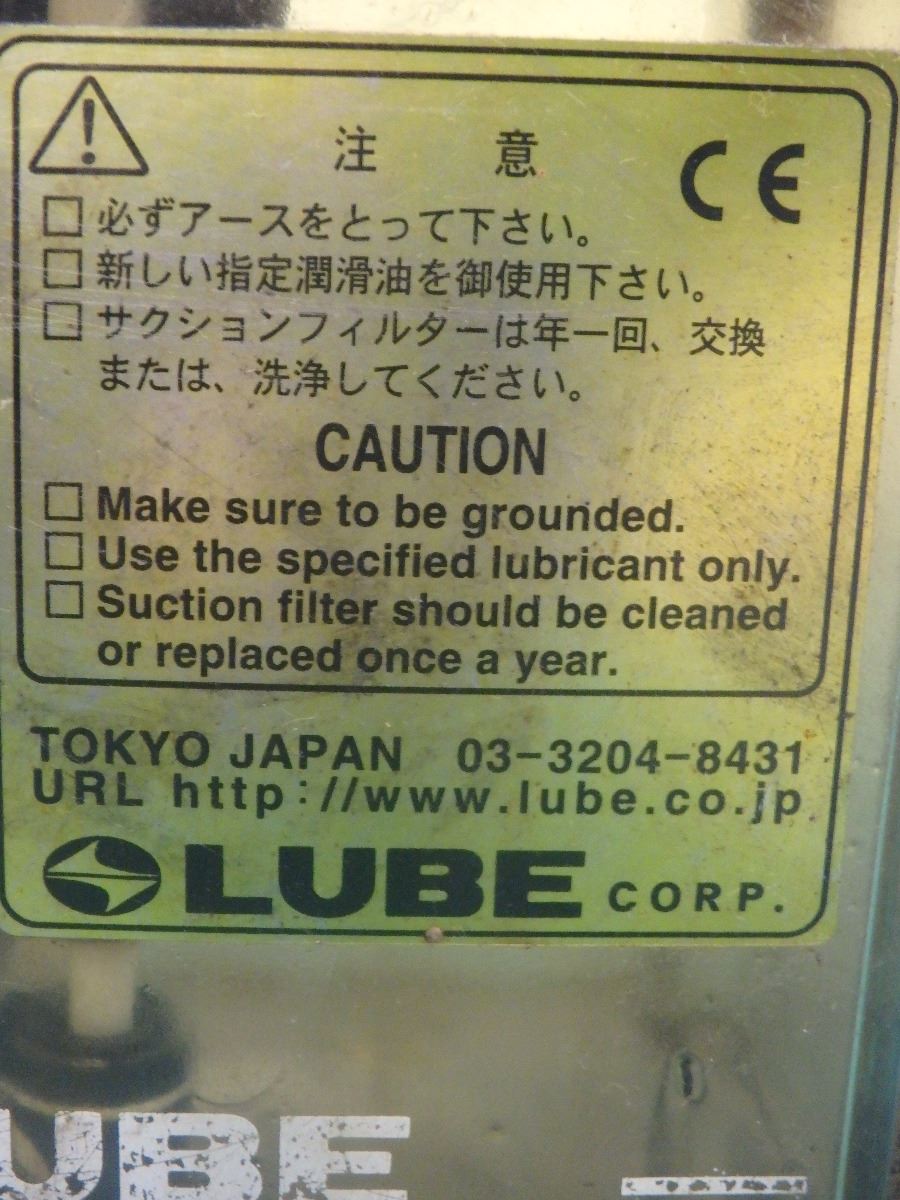 注 意
CE
□ 必ずアースをとって下さい。
□ 新しい指定潤滑油を御使用下さい。
□ サクションフィルターは年一回、交換
または、洗浄してください。
CAUTION
□ Make sure to be grounded.
□ Use the specified lubricant only.
□ Suction filter should be cleaned
or replaced once a year.
TOKYO JAPAN 03-3204-8431
URL http://www.lube.co.jp
LUBE CORP.
UBE